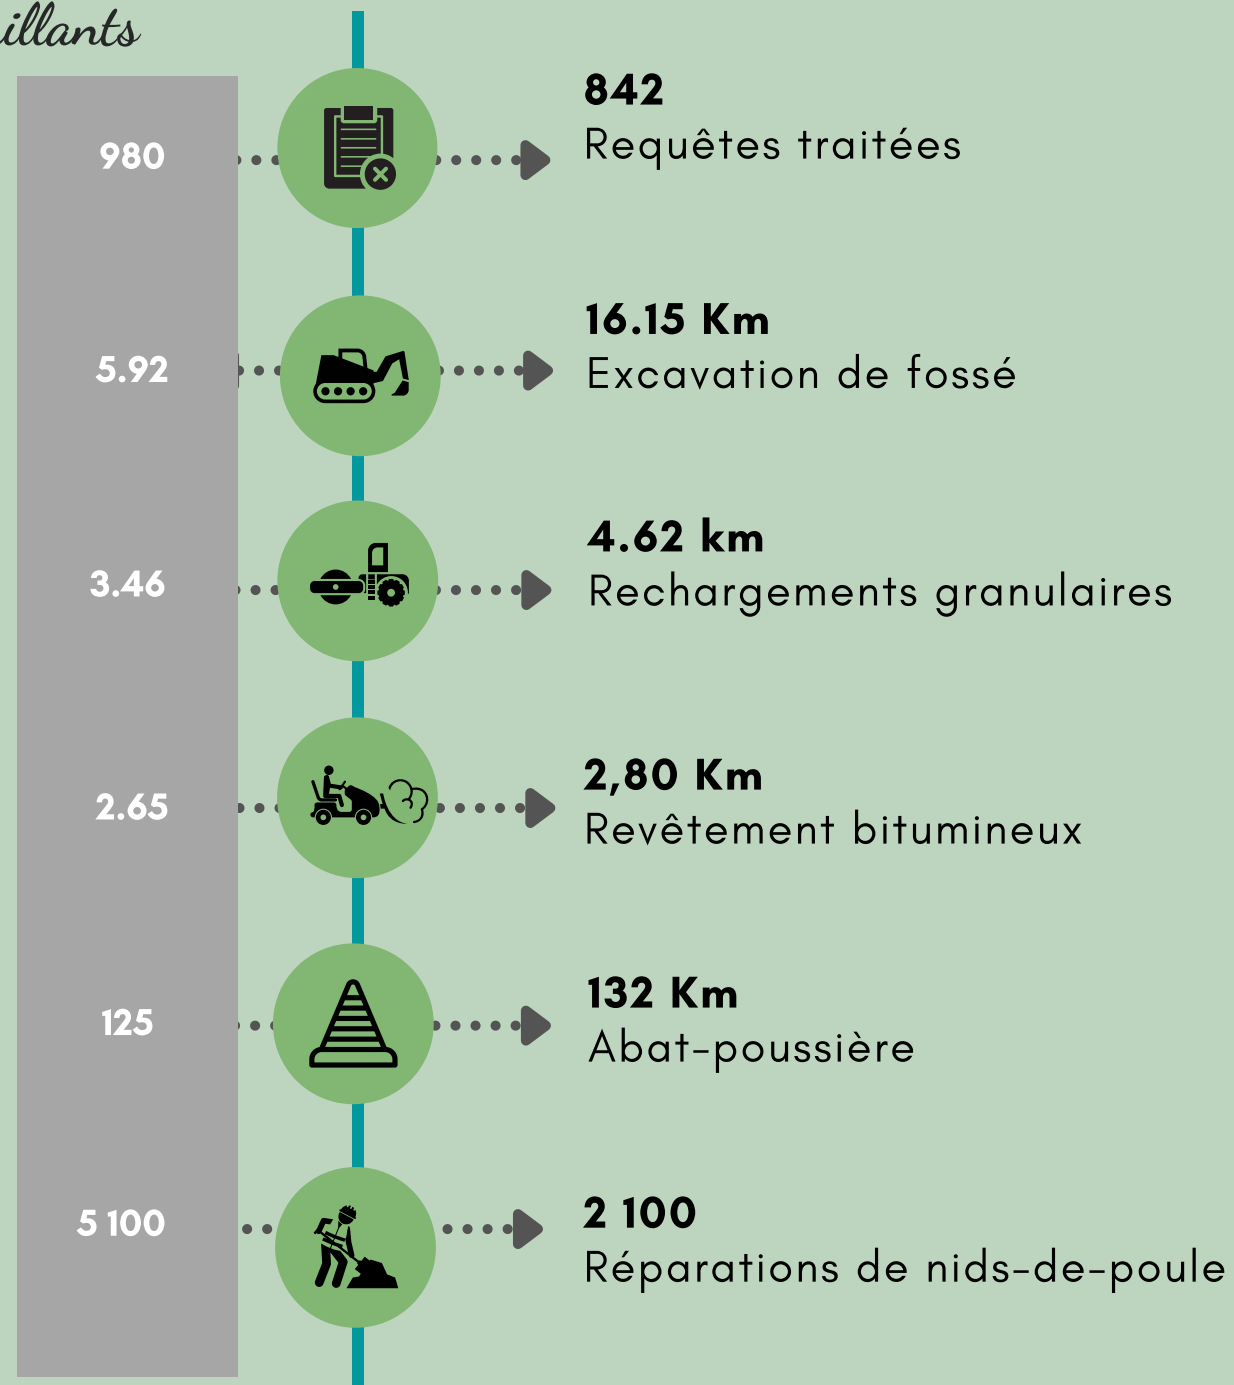 980
842
Requêtes traitées
5.92
16.15 Km
Excavation de fossé
3.46
4.62 km
Rechargements granulaires
2.65
2,80 Km
Revêtement bitumineux
125
132 Km
Abat-poussière
5 100
2 100
Réparations de nids-de-poule